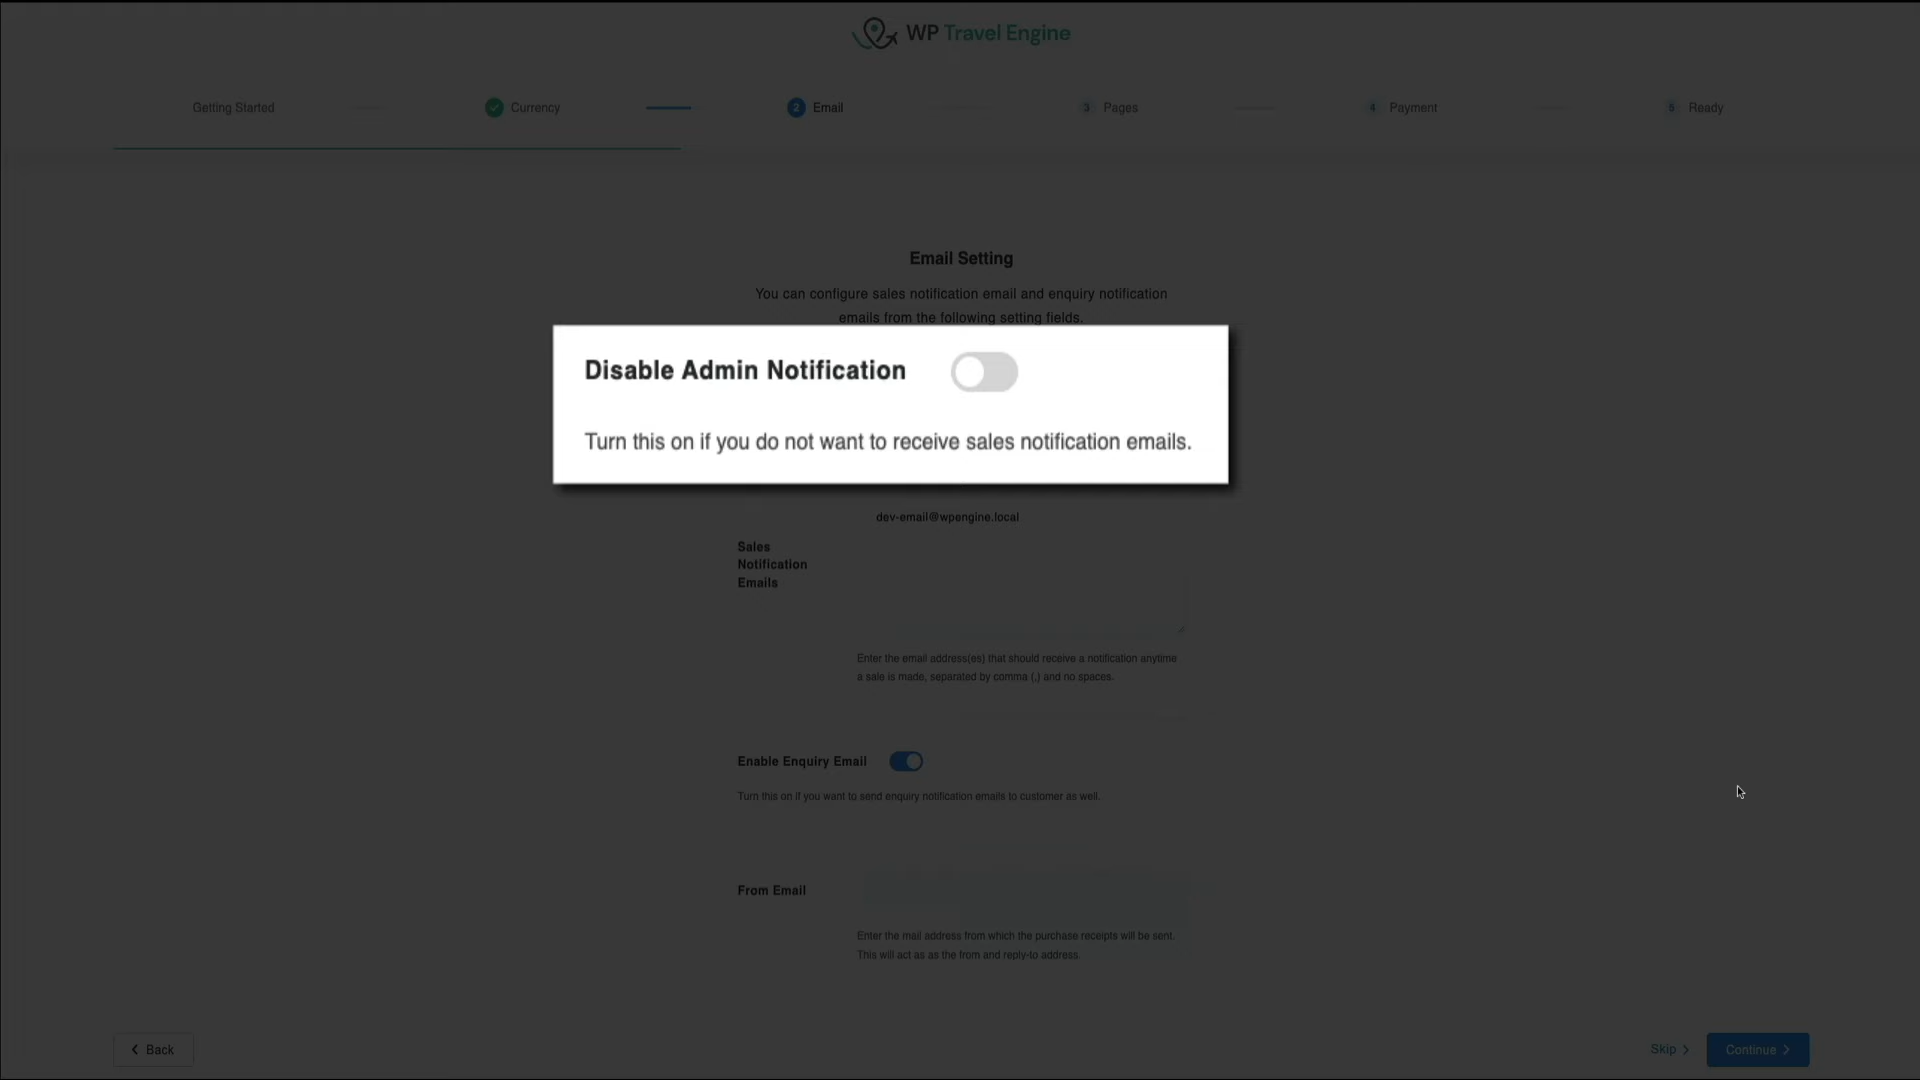 WP Travel Engine
Getting Started
Currency
2 Email
3 Pages
4 Payment
5 Ready
Email Setting
You can configure sales notification email and enquiry notification
emails from the following setting fields.
Disable Admin Notification
Turn this on if you do not want to receive sales notification emails.
dev-email@wpengine.local
Sales
Notification
Emails
Enter the email address(es) that should receive a notification anytime
a sale is made, separated by comma (,) and no spaces.
Enable Enquiry Email
Turn this on if you want to send enquiry notification emails to customer as well.
From Email
Enter the mail address from which the purchase receipts will be sent.
This will act as as the from and reply-to address.
Back
Skip
Continue